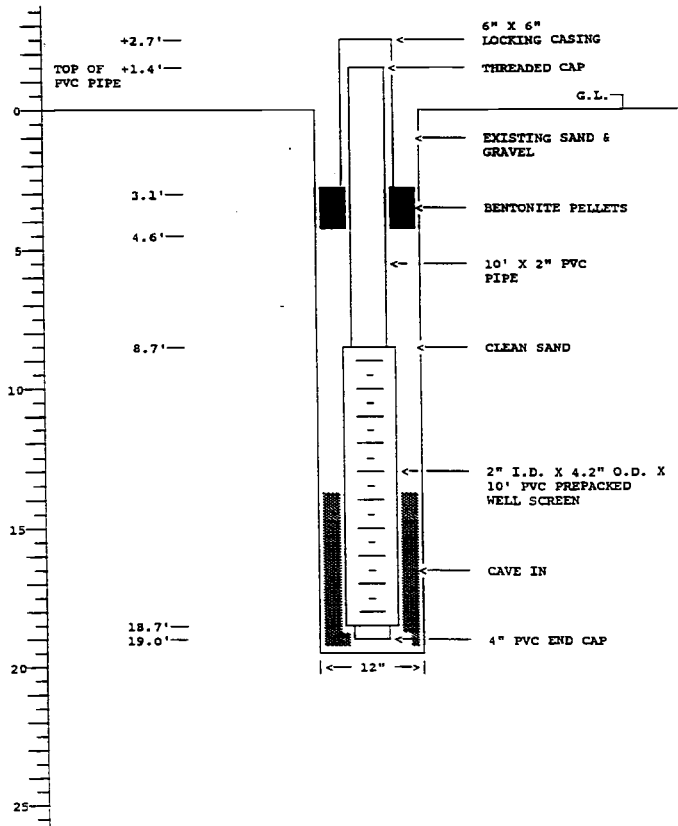 6" X 6"
+2.7' LOCKING CASING
TOP OF +1.4' THREADED CAP
PVC PIPE
G.L.
0
EXISTING SAND &
GRAVEL
3.1'
BENTONITE PELLETS
4.6'
5
10' X 2" PVC
PIPE
8.7' CLEAN SAND
10
2" I.D. X 4.2" O.D. X
10' PVC PREPACKED
WELL SCREEN
15
CAVE IN
18.7'
19.0' 4" PVC END CAP
12"
20
25